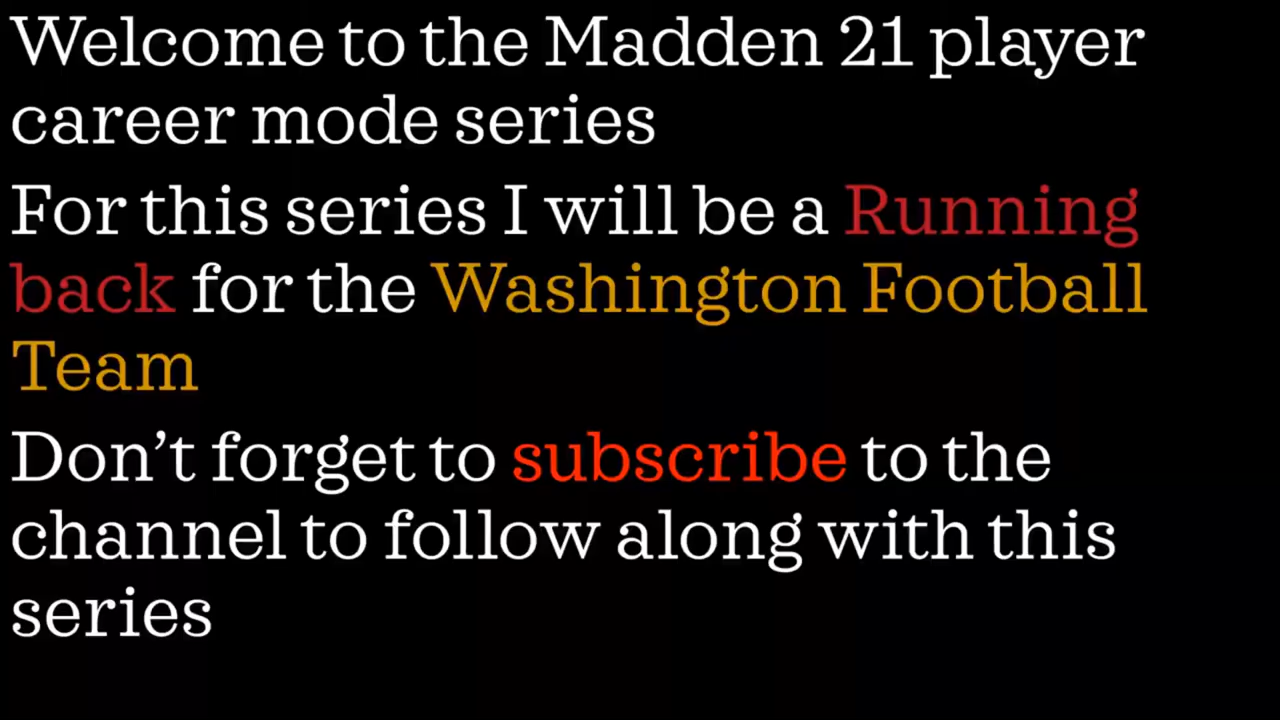 Welcome to the Madden 21 player
career mode series
For this series I will be a Running
back for the Washington Football
Team
Don’t forget to subscribe to the
channel to follow along with this
series